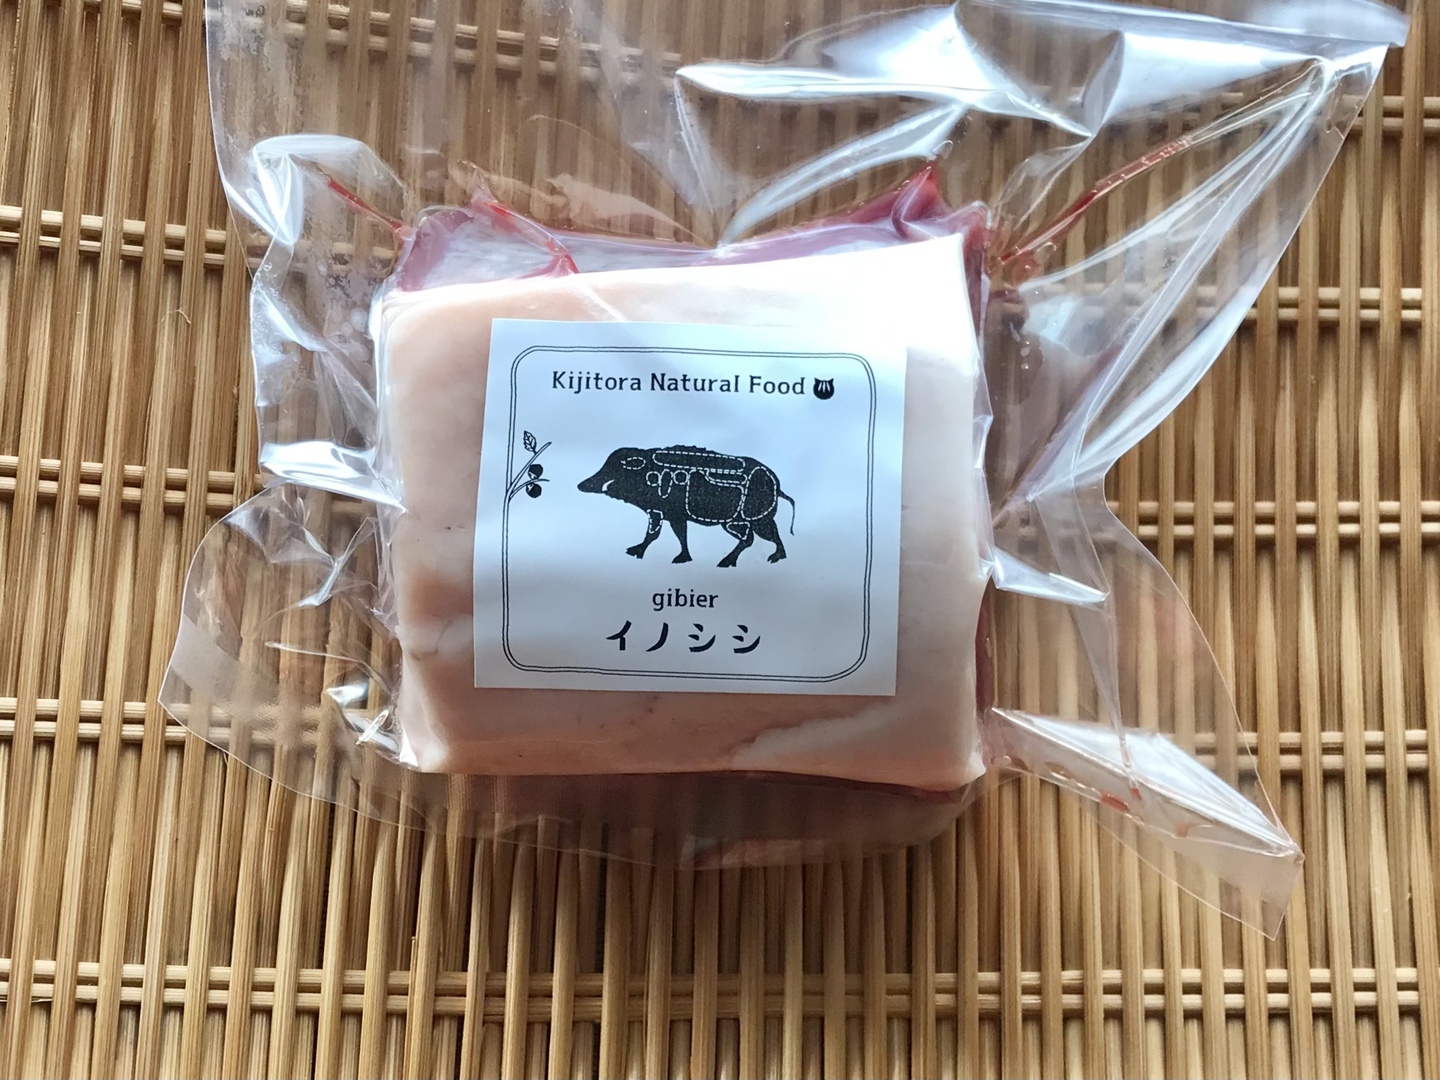 Kijitora Natural Food
gibier
イノシシ